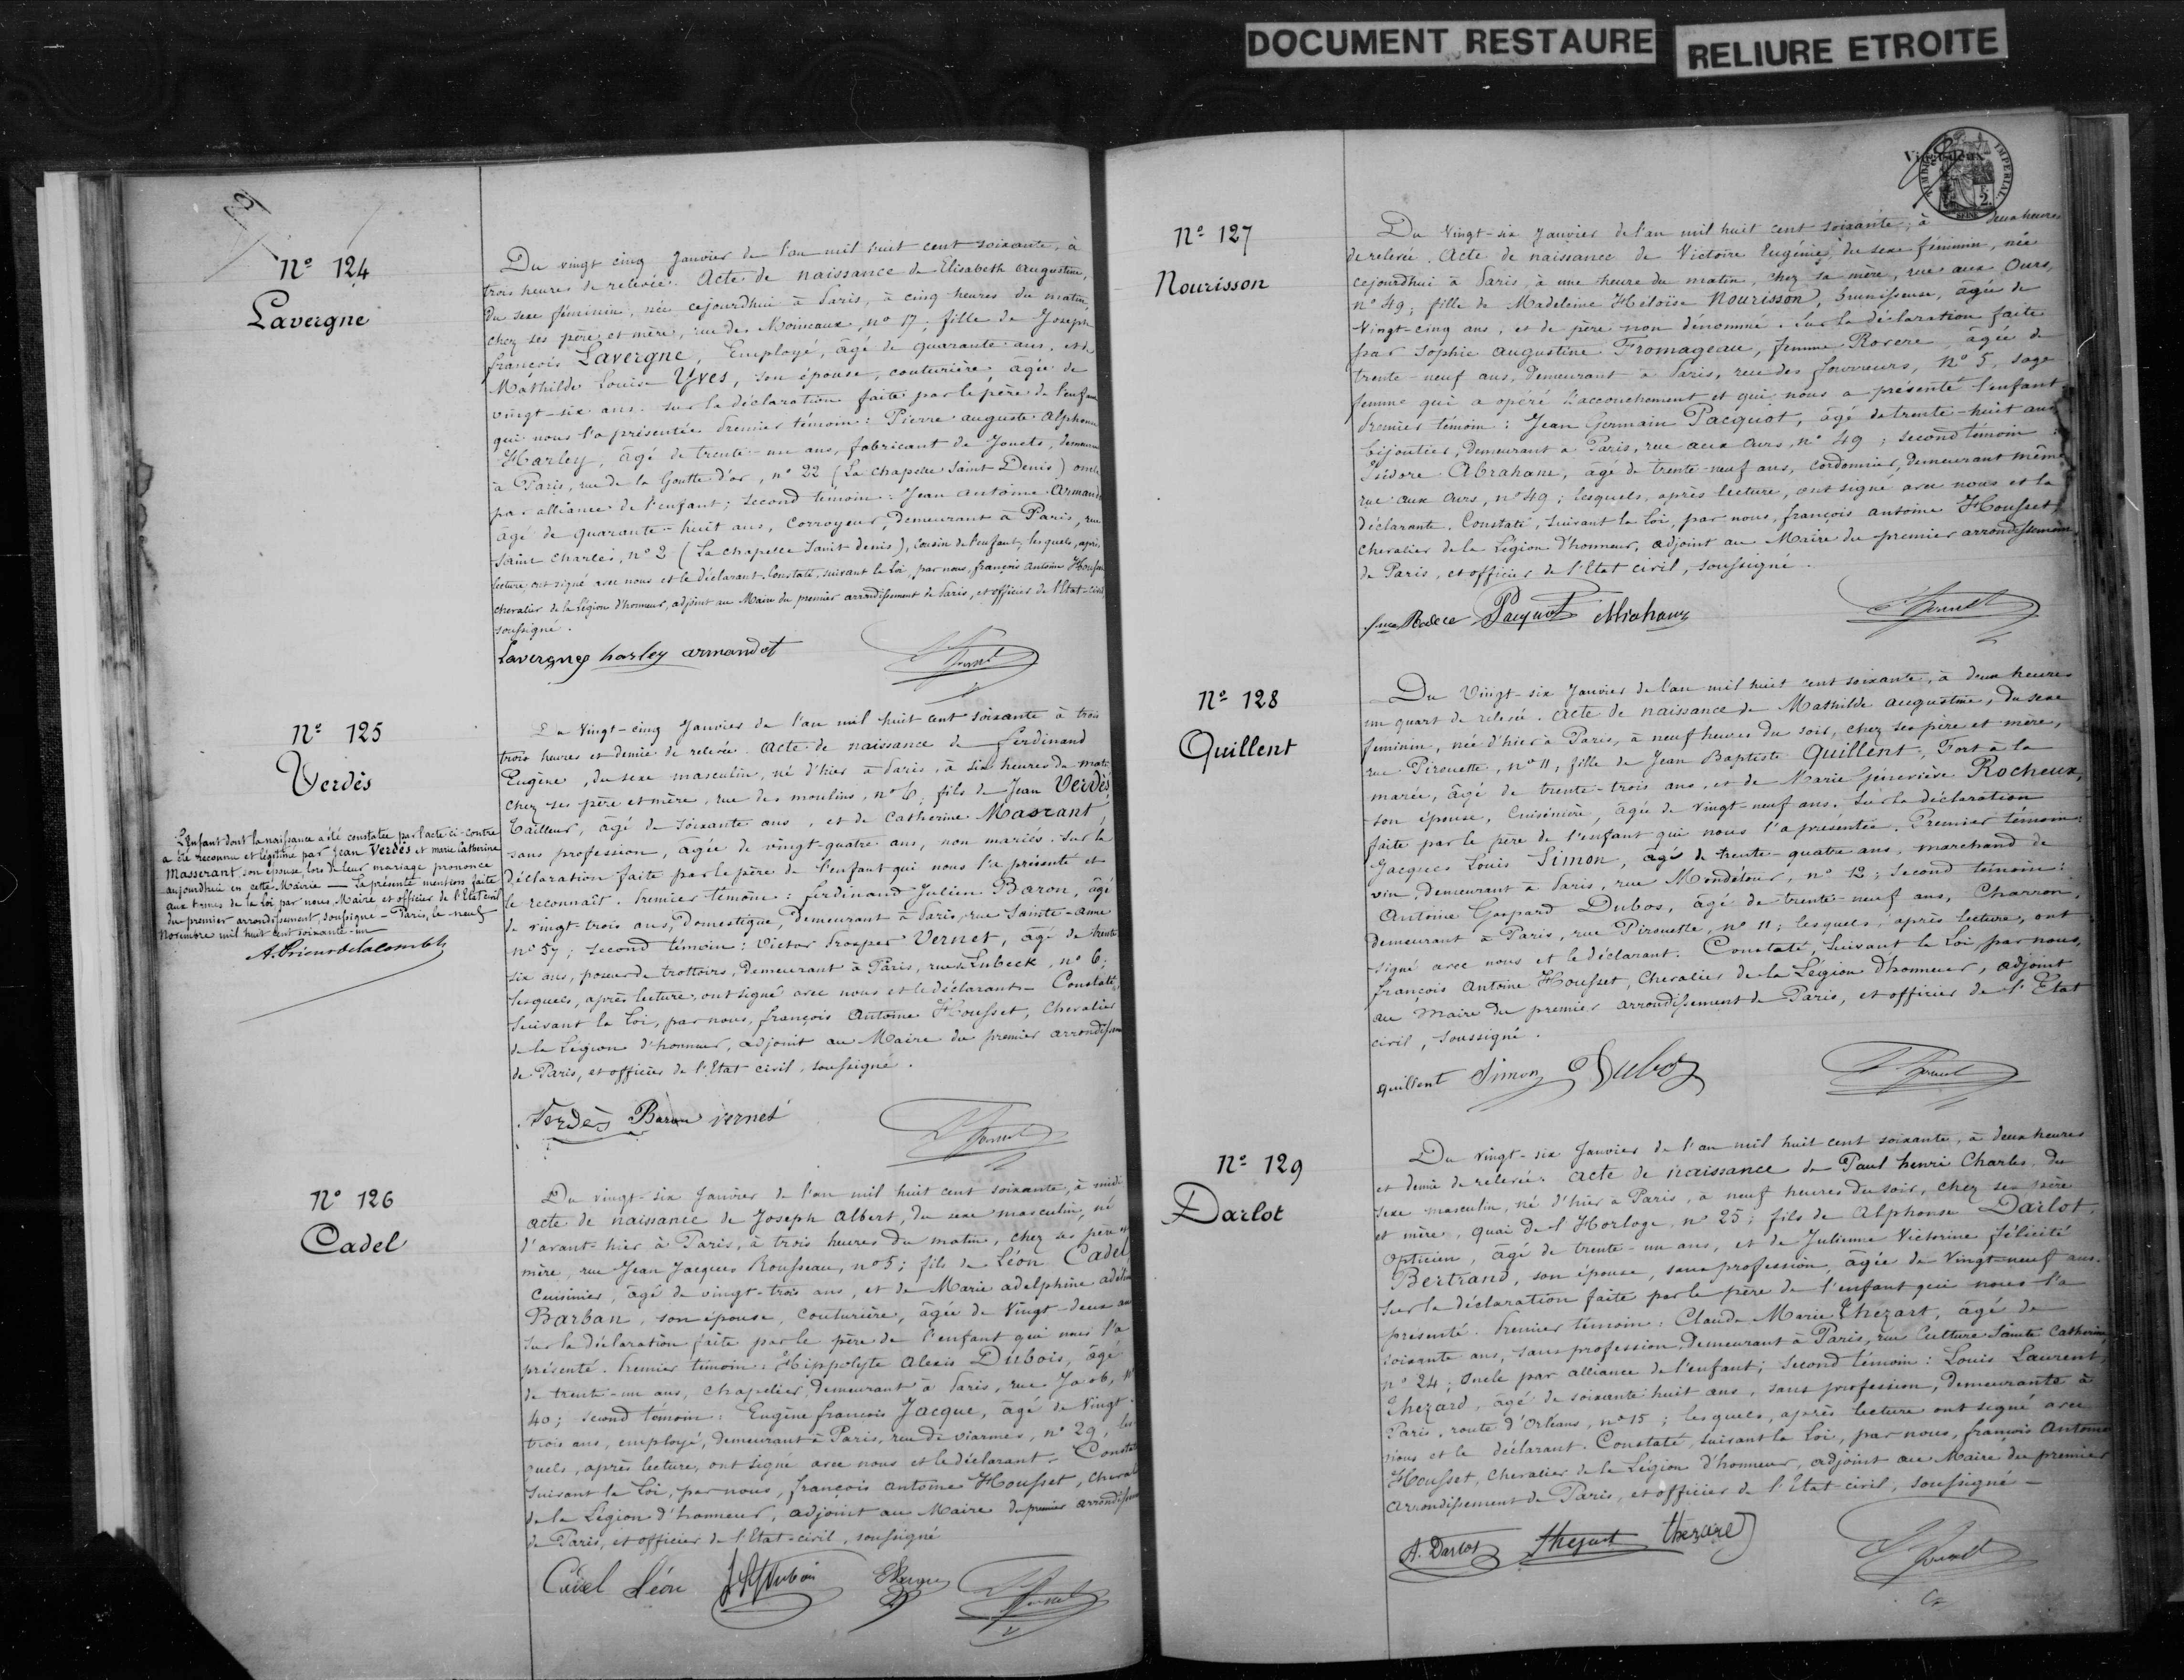 DOCUMENT RESTAURE
RELIURE ETROITE
Nº 124
Lavergne
Du vingt cinq Janvier de l'an mil huit cent soixante, à
trois heures de relevée. Acte de naissance de Elisabeth Augustine,
du sexe féminin, née cejourdhui à Paris, à cinq heures du matin,
chez ses père et mère, rue des Moineaux, nº 17, fille de Joseph
françois Lavergne, Employé, âgé de quarante ans, et de
Mathilde Louise Yves, son épouse, couturière, âgée de
vingt-six ans. Sur la déclaration faite par le père de l'enfant
qui nous l'a présentée. Premier témoin: Pierre auguste Alphonse
Harley, âgé de trente-un ans, fabricant de Jouets, demeurant
à Paris, rue de la Goutte d'or, nº 22 (La chapelle Saint-Denis) oncle
par alliance de l'enfant; second temoin: Jean Antoine Armandot
âgé de quarante-huit ans, Corroyeur, demeurant à Paris, rue
Saint Charles, nº 2 (La chapelle Saint-denis), cousin de l'enfant, lesquels, après
lecture, ont signé avec nous et le déclarant. Constaté, suivant la Loi, par nous, françois Antoine Housset
chevalier de la Légion d'honneur, adjoint au Maire du premier arrondissement de Paris, et officier de l'Etat-civil
soussigné.
Lavergne harley armandot
Nº 125
Verdès
L'Enfant dont la naissance a été constatée par l'acte ci-contre
a été reconnu et légitimé par Jean Verdès et marie Catherine
Masserant, son épouse, lors de leur mariage prononcé
aujourdhui en cette Mairie — La présente mention faite
aux termes de la Loi par nous, Maire et officier de l'Etat civil
du premier arrondissement, soussigné - Paris, le neuf
Novembre mil huit cent soixante-un
Du Vingt-cinq Janvier de l'an mil huit cent soixante à trois
trois heures et demie de relevée. Acte de naissance de ferdinand
Eugène, du sexe masculin, né d'hier à Paris, à six heures du matin
chez ses père et mère, rue des moulins, nº 6, fils de Jean Verdès,
Tailleur, âgé de soixante ans, et de Catherine Masrant,
sans profession, âgée de vingt-quatre ans, non mariés. Sur la
déclaration faite par le père de l'enfant qui nous l'a présenté et
le reconnaît. Premier témoin: ferdinand Julien Baron, âgé
de vingt-trois ans, Domestique, demeurant à Paris, rue Sainte-anne
nº 57; second témoin: Victor Prosper Vernet, âgé de trente
six ans, poseur de trottoirs, demeurant à Paris, rue de Lubeck, nº 6;
lesquels, après lecture, ont signé avec nous et le déclarant - Constaté,
suivant la Loi, par nous, françois Antoine Housset, Chevalier
de la Légion d'honneur, adjoint au Maire du premier arrondissement
de Paris, et officier de l'Etat civil, soussigné.
Verdès Baron vernet
Nº 126
Cadel
Du vingt-six Janvier de l'an mil huit cent soixante, à midi
acte de naissance de Joseph Albert, du sexe masculin, né
d'avant-hier à Paris, à trois heures du matin, chez ses père et
mère, rue Jean Jacques Rousseau, nº 5; fils de Léon Cadel
Cuisinier, âgé de vingt-trois ans, et de Marie adelphine
Barban, son épouse, couturière, âgée de Vingt-deux ans
sur la déclaration faite par le père de l'enfant qui nous l'a
présenté. Premier témoin: Hippolyte Alexis Dubois, âgé
de trente-un ans, chapelier, demeurant à Paris, rue Jacob, nº
40; second témoin: Eugène françois Jacque, âgé de Vingt-
trois ans, employé, demeurant à Paris, rue de viarmes, nº 29, les
quels, après lecture, ont signé avec nous et le déclarant - Constaté
suivant la Loi, par nous, françois antoine Housset, chevalier
de la Légion d'honneur, adjoint au Maire du premier arrondissement
de Paris, et officier de l'Etat-civil, soussigné
Cadel Léon Dubois
Vingt-deux
TIMBRE IMPERIAL
SEINE
Nº 127
Nourisson
Du Vingt-six Janvier de l'an mil huit cent soixante, à deux heures
de relevée. Acte de naissance de Victoire Eugénie, du sexe féminin, née
cejourdhui à Paris, à une heure du matin, chez sa mère, rue aux Ours,
nº 49; fille de Madeleine Héloïse Nourisson, brunisseuse, âgée de
Vingt-cinq ans; et de père non dénommé. Sur la déclaration faite
par Sophie augustine Fromageau, femme Rovere, âgée de
trente-neuf ans, demeurant à Paris, rue des fourreurs, Nº 5, sage
femme qui a opéré l'accouchement et qui nous a présenté l'enfant.
Premier témoin: Jean Germain Pacquot, âgé de trente-huit ans
bijoutier, demeurant à Paris, rue aux Ours, nº 49; second témoin:
Isidore Abraham, âgé de trente-neuf ans, cordonnier, demeurant même
rue aux Ours, nº 49; lesquels, après lecture, ont signé avec nous et la
déclarante. Constaté, suivant la Loi, par nous, françois antoine Housset,
chevalier de la Légion d'honneur, adjoint au Maire du premier arrondissement
de Paris, et officier de l'Etat civil, soussigné.
Pacquot
Nº 128
Quillent
Du Vingt-six Janvier de l'an mil huit cent soixante, à deux heures
un quart de relevée. Acte de naissance de Mathilde Augustine, du sexe
féminin, née d'hier à Paris, à neuf heures du soir, chez ses père et mère,
rue Pirouette, nº 11, fille de Jean Baptiste Quillent, Fort à la
marée, âgé de trente-trois ans, et de Marie Geneviève Rocheux,
son épouse, Cuisinière, âgée de vingt-neuf ans. Sur la déclaration
faite par le père de l'enfant qui nous l'a présentée. Premier témoin:
Jacques Louis Simon, âgé de trente-quatre ans, marchand de
vin, demeurant à Paris, rue Mondétour, nº 12; second témoin:
Antoine Gaspard Dubos, âgé de trente-neuf ans, Charron,
demeurant à Paris, rue Pirouette, nº 11; lesquels, après lecture, ont
signé avec nous et le déclarant. Constaté, suivant la Loi, par nous,
françois Antoine Housset, Chevalier de la Légion d'honneur, adjoint
au Maire du premier arrondissement de Paris, et officier de l'Etat
civil, soussigné.
quillent Simon Dubos
Nº 129
Darlot
Du vingt-six Janvier de l'an mil huit cent soixante, à deux heures
et demie de relevée. acte de naissance de Paul henri Charles, du
sexe masculin, né d'hier à Paris, à neuf heures du soir, chez ses père
et mère, Quai de l'Horloge, nº 25; fils de Alphonse Darlot,
Opticien, âgé de trente-un ans, et de Julienne Victorine félicité
Bertrand, son épouse, sans profession, âgée de Vingt-neuf ans.
Sur la déclaration faite par le père de l'enfant qui nous l'a
présenté. Premier témoin: Claude Marie Thézart, âgé de
soixante ans, sans profession, demeurant à Paris, rue Culture Sainte Catherine,
nº 24; Oncle par alliance de l'enfant; second témoin: Louis Laurent,
Thezard, âgé de soixante huit ans, sans profession, demeurant à
Paris, route d'Orléans, nº 15; lesquels, après lecture ont signé avec
nous et le déclarant. Constaté, suivant la Loi, par nous, françois Antoine
Housset, Chevalier de la Légion d'honneur, adjoint au Maire du premier
arrondissement de Paris, et officier de l'Etat-civil, soussigné -
A. Darlot thezart thezard